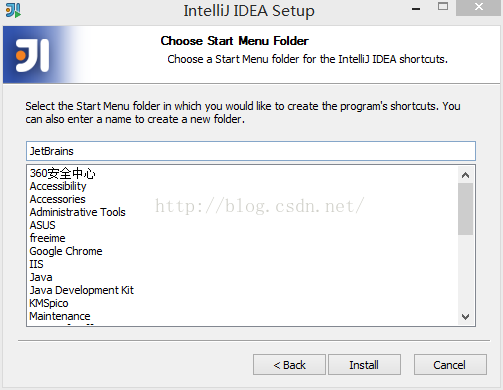 IntelliJ IDEA Setup
Choose Start Menu Folder
Choose a Start Menu folder for the IntelliJ IDEA shortcuts.
Select the Start Menu folder in which you would like to create the program's shortcuts. You
can also enter a name to create a new folder.
JetBrains
360安全中心
Accessibility
Accessories
Administrative Tools
ASUS
freeime
Google Chrome
IIS
Java
Java Development Kit
KMSpico
Maintenance
http://blog.csdn.net/
< Back
Install
Cancel